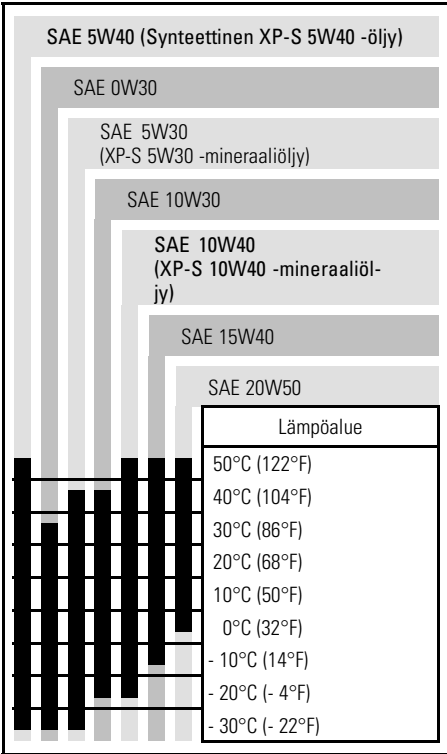 SAE 5W40 (Synteettinen XP-S 5W40 -öljy)
SAE 0W30
SAE 5W30
(XP-S 5W30 -mineraaliöljy)
SAE 10W30
SAE 10W40
(XP-S 10W40 -mineraaliöl-
jy)
SAE 15W40
SAE 20W50
Lämpöalue
50°C (122°F)
40°C (104°F)
30°C (86°F)
20°C (68°F)
10°C (50°F)
0°C (32°F)
- 10°C (14°F)
- 20°C (- 4°F)
- 30°C (- 22°F)